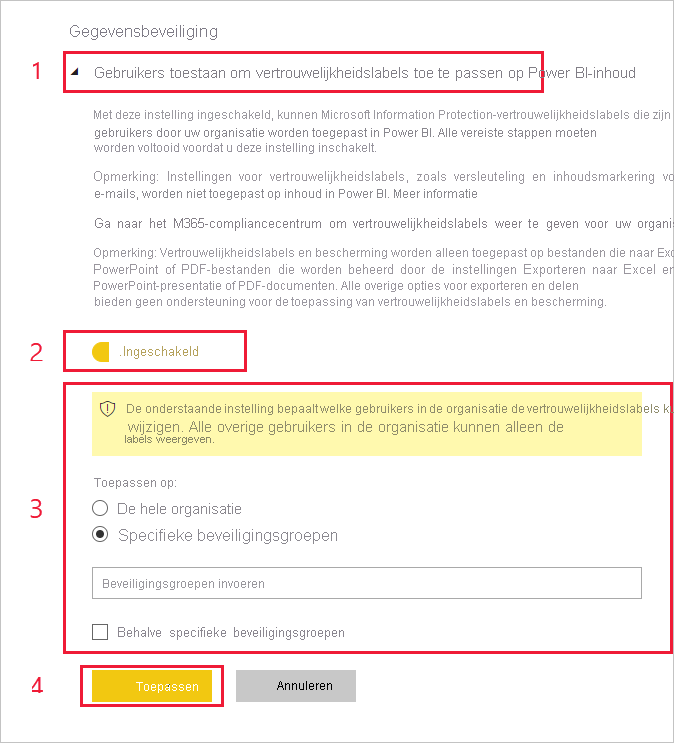 Gegevensbeveiliging
1
Gebruikers toestaan om vertrouwelijkheidslabels toe te passen op Power BI-inhoud
Met deze instelling ingeschakeld, kunnen Microsoft Information Protection-vertrouwelijkheidslabels die zijn
gebruikers door uw organisatie worden toegepast in Power BI. Alle vereiste stappen moeten
worden voltooid voordat u deze instelling inschakelt.
Opmerking: Instellingen voor vertrouwelijkheidslabels, zoals versleuteling en inhoudsmarkering vo
e-mails, worden niet toegepast op inhoud in Power BI. Meer informatie
Ga naar het M365-compliancecentrum om vertrouwelijkheidslabels weer te geven voor uw organis
Opmerking: Vertrouwelijkheidslabels en bescherming worden alleen toegepast op bestanden die naar Exc
PowerPoint of PDF-bestanden die worden beheerd door de instellingen Exporteren naar Excel en
PowerPoint-presentatie of PDF-documenten. Alle overige opties voor exporteren en delen
bieden geen ondersteuning voor de toepassing van vertrouwelijkheidslabels en bescherming.
2
.Ingeschakeld
De onderstaande instelling bepaalt welke gebruikers in de organisatie de vertrouwelijkheidslabels k
wijzigen. Alle overige gebruikers in de organisatie kunnen alleen de
labels weergeven.
Toepassen op:
3
De hele organisatie
Specifieke beveiligingsgroepen
Beveiligingsgroepen invoeren
Behalve specifieke beveiligingsgroepen
4
Toepassen
Annuleren